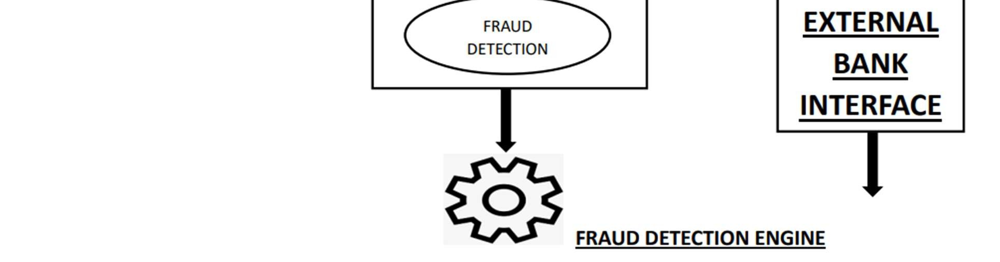 FRAUD
DETECTION
EXTERNAL
BANK
INTERFACE
FRAUD DETECTION ENGINE